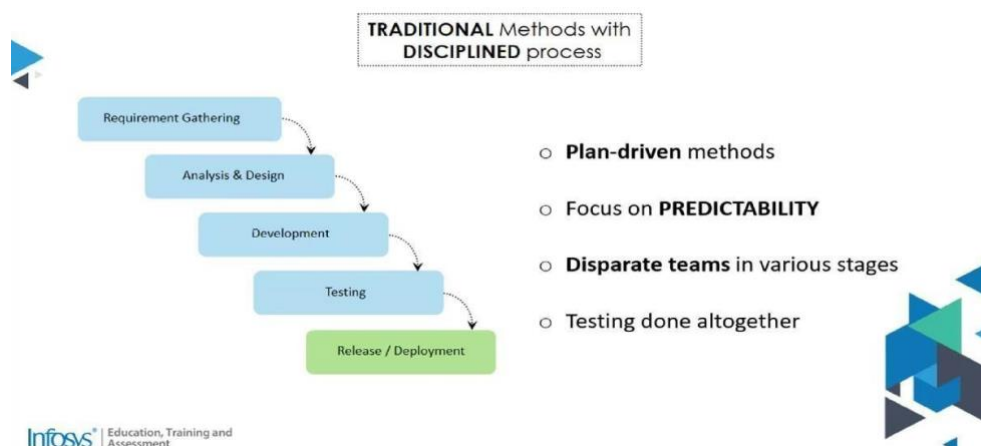 TRADITIONAL Methods with
DISCIPLINED process
Requirement Gathering
Analysis & Design
Development
Testing
Release / Deployment
o Plan-driven methods
o Focus on PREDICTABILITY
o Disparate teams in various stages
o Testing done altogether
Infosys® | Education, Training and
Assessment